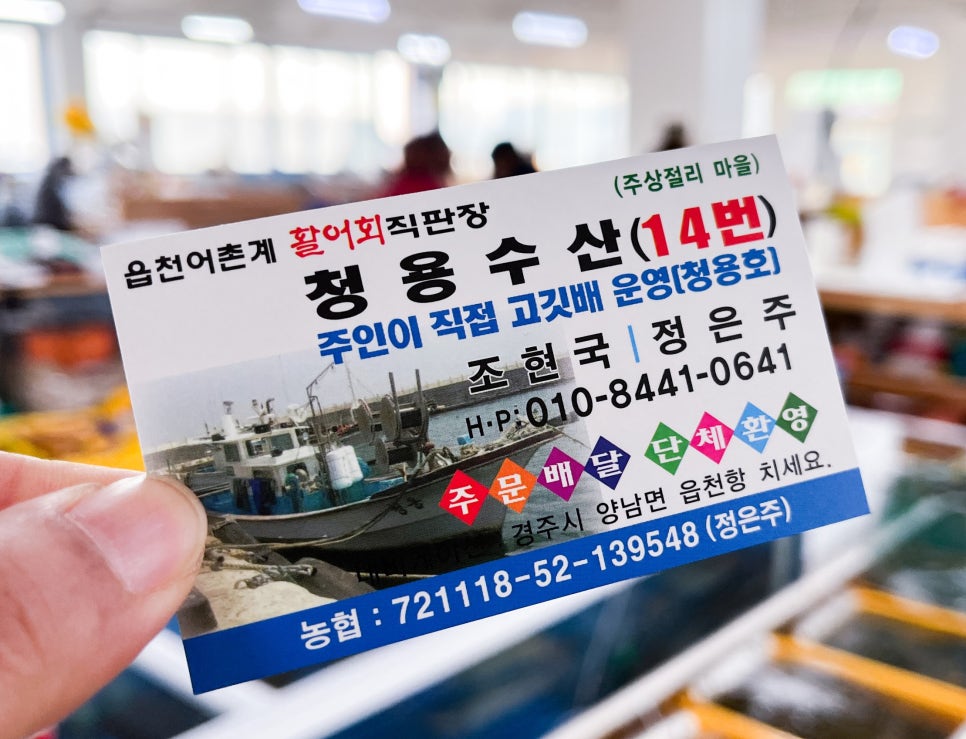 (주상절리 마을)
읍천어촌계 활어회직판장
청용수산(14번)
주인이 직접 고깃배 운영(청용호)
조현국 | 정은주
H·P:010-8441-0641
주문배달 단체환영
경주시 양남면 읍천항 치세요.
농협 : 721118-52-139548 (정은주)